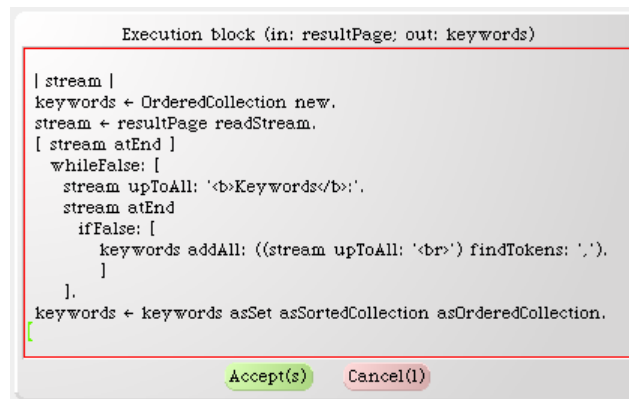 Execution block (in: resultPage; out: keywords)
| stream |
keywords ← OrderedCollection new.
stream ← resultPage readStream.
[ stream atEnd ]
whileFalse: [
stream upToAll: '<b>Keywords</b>:'.
stream atEnd
ifFalse: [
keywords addAll: ((stream upToAll: '<br>') findTokens: ',').
]
].
keywords ← keywords asSet asSortedCollection asOrderedCollection.
Accept(s) Cancel(l)